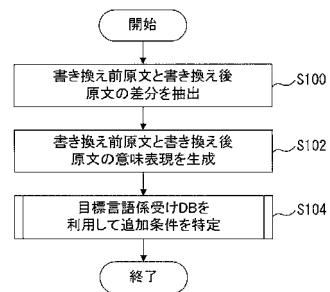 開始
書き換え前原文と書き換え後
原文の差分を抽出
S100
書き換え前原文と書き換え後
原文の意味表現を生成
S102
目標言語係受けDBを
利用して追加条件を特定
S104
終了